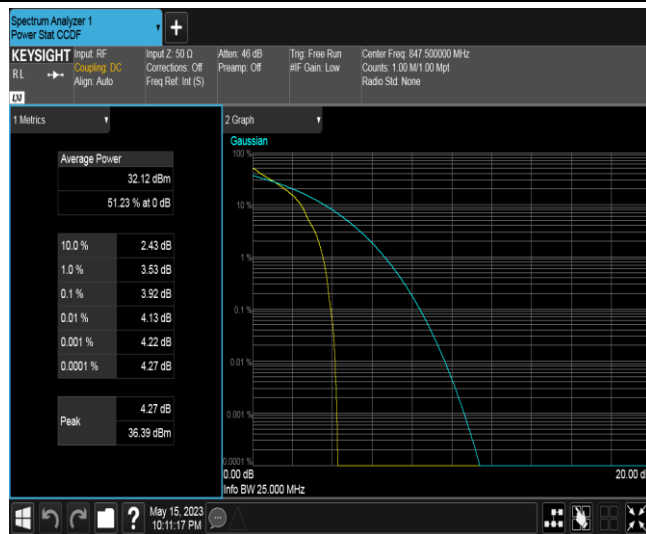 Spectrum Analyzer 1
Power Stat CCDF
+
KEYSIGHT
RL
LXI
Input: RF
Coupling: DC
Align: Auto
Input Z: 50 Ω
Corrections: Off
Freq Ref: Int (S)
Atten: 46 dB
Preamp: Off
Trig: Free Run
#IF Gain: Low
Center Freq: 847.500000 MHz
Counts: 1.00 M/1.00 Mpt
Radio Std: None
1 Metrics
Average Power
32.12 dBm
51.23 % at 0 dB
10.0 % 2.43 dB
1.0 % 3.53 dB
0.1 % 3.92 dB
0.01 % 4.13 dB
0.001 % 4.22 dB
0.0001 % 4.27 dB
Peak
4.27 dB
36.39 dBm
2 Graph
Gaussian
100 %
10 %
1 %
0.1 %
0.01 %
0.001 %
0.0001 %
0.00 dB
20.00 d
Info BW 25.000 MHz
?
May 15, 2023
10:11:17 PM